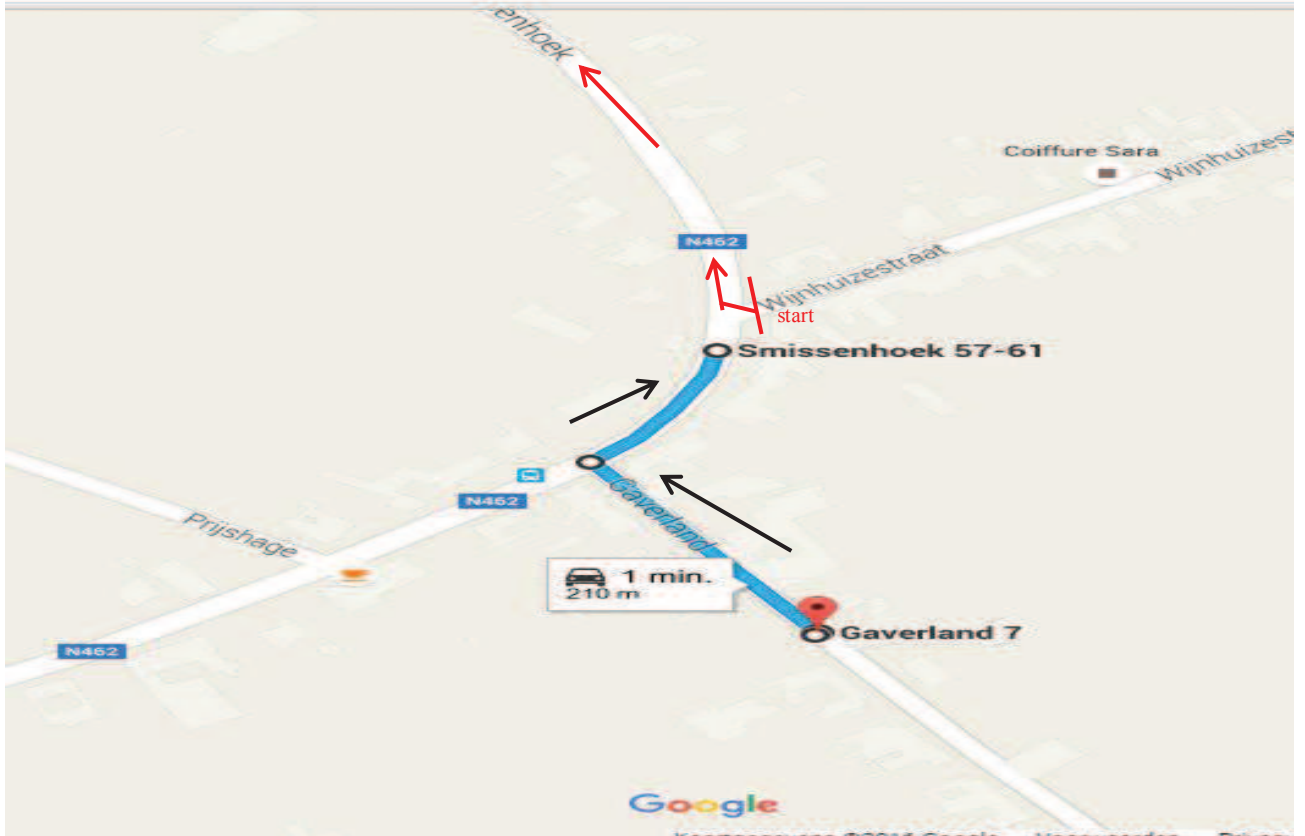 enhoek
Coiffure Sara
Wijnhuizest
N462
Wijnhuizestraat
start
Smissenhoek 57-61
N462
Gaverland
Prijshage
1 min.
210 m
Gaverland 7
N462
Google